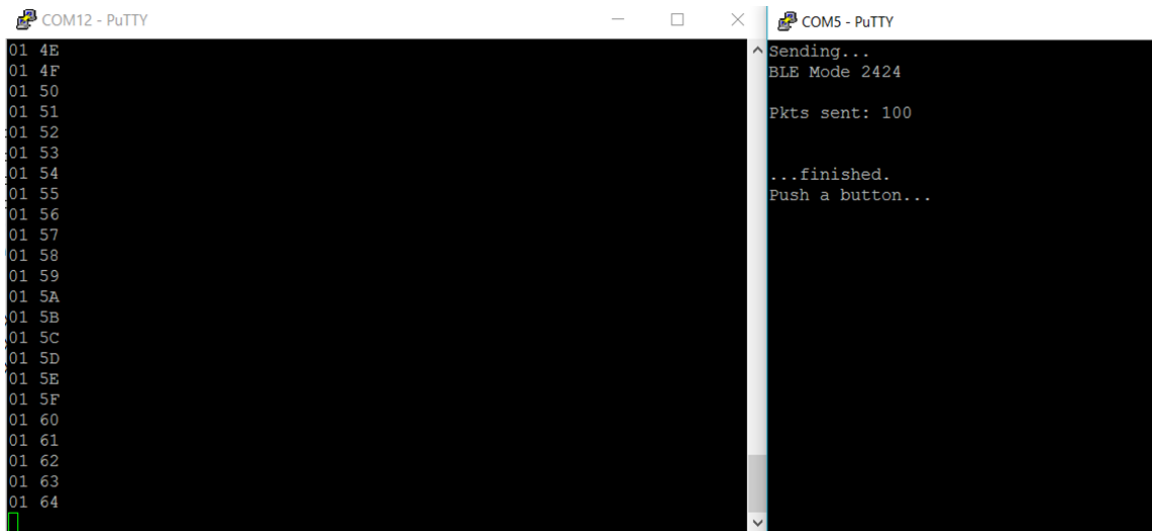 COM12 - PuTTY
01 4E
01 4F
01 50
01 51
01 52
01 53
01 54
01 55
01 56
01 57
01 58
01 59
01 5A
01 5B
01 5C
01 5D
01 5E
01 5F
01 60
01 61
01 62
01 63
01 64
COM5 - PuTTY
Sending...
BLE Mode 2424
Pkts sent: 100
...finished.
Push a button...